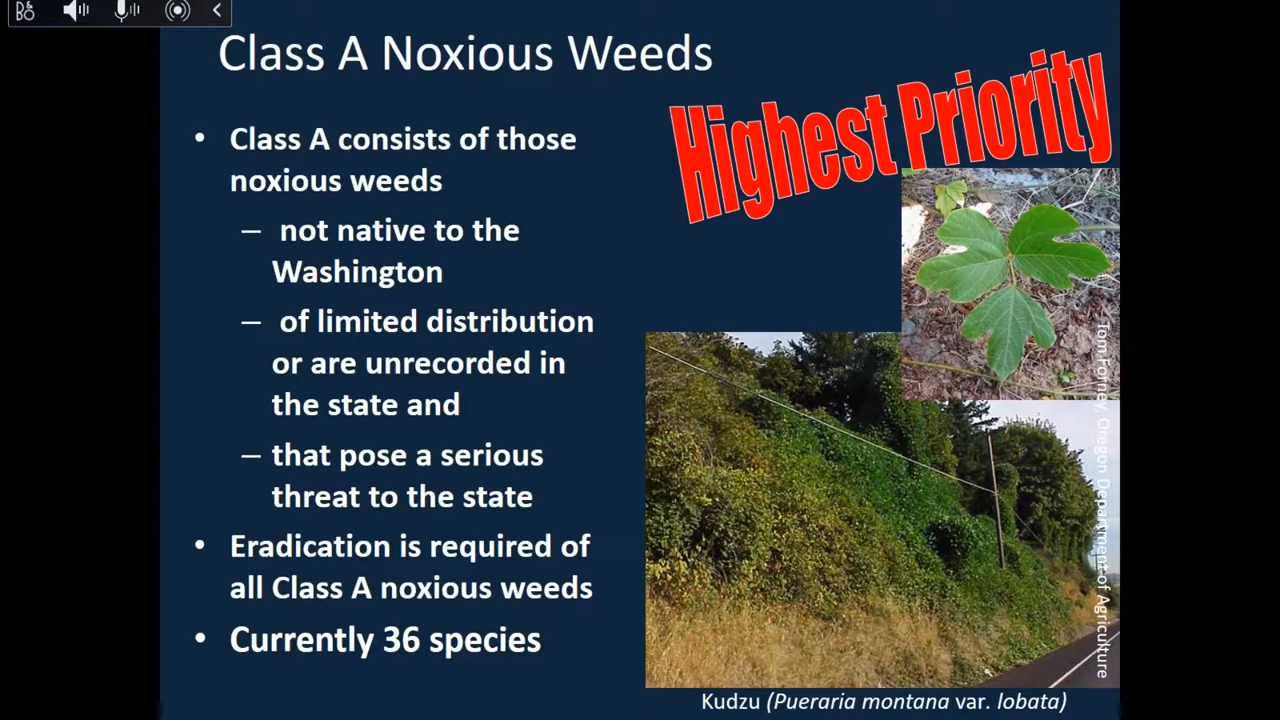 Class A Noxious Weeds
Highest Priority
• Class A consists of those
noxious weeds
– not native to the
Washington
– of limited distribution
or are unrecorded in
the state and
– that pose a serious
threat to the state
• Eradication is required of
all Class A noxious weeds
• Currently 36 species
Tom Forney, Oregon Department of Agriculture
Kudzu (Pueraria montana var. lobata)
B&O